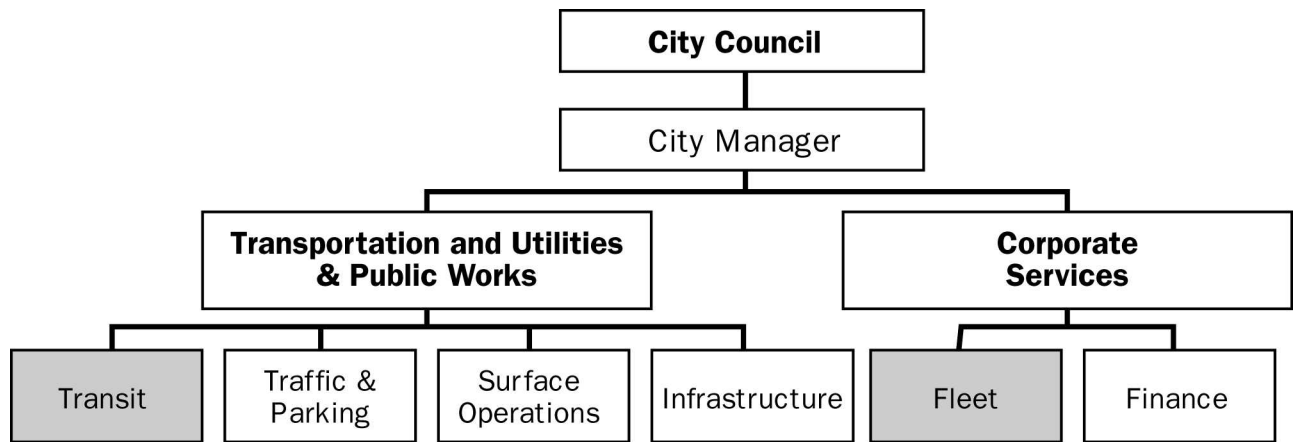 City Council
City Manager
Transportation and Utilities
& Public Works
Corporate
Services
Transit
Traffic &
Parking
Surface
Operations
Infrastructure
Fleet
Finance